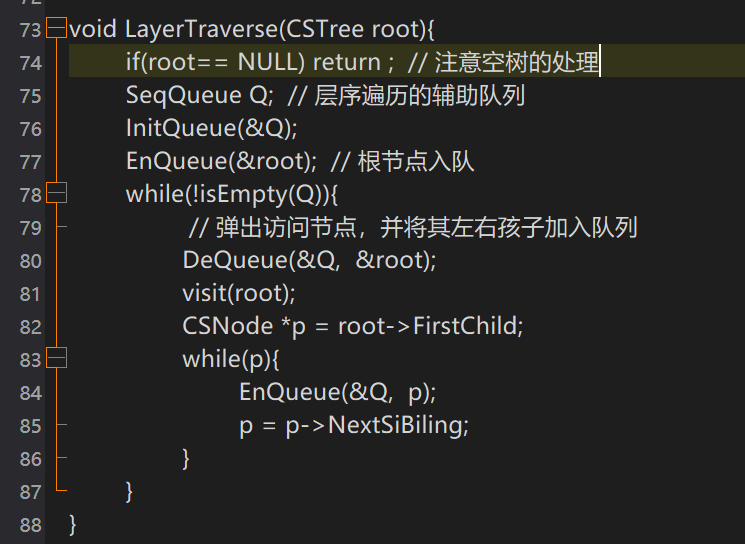 73 void LayerTraverse(CSTree root){
74 if(root== NULL) return ; // 注意空树的处理
75 SeqQueue Q; // 层序遍历的辅助队列
76 InitQueue(&Q);
77 EnQueue(&root); // 根节点入队
78 while(!isEmpty(Q)){
79 // 弹出访问节点，并将其左右孩子加入队列
80 DeQueue(&Q, &root);
81 visit(root);
82 CSNode *p = root->FirstChild;
83 while(p){
84 EnQueue(&Q, p);
85 p = p->NextSiBiling;
86 }
87 }
88 }